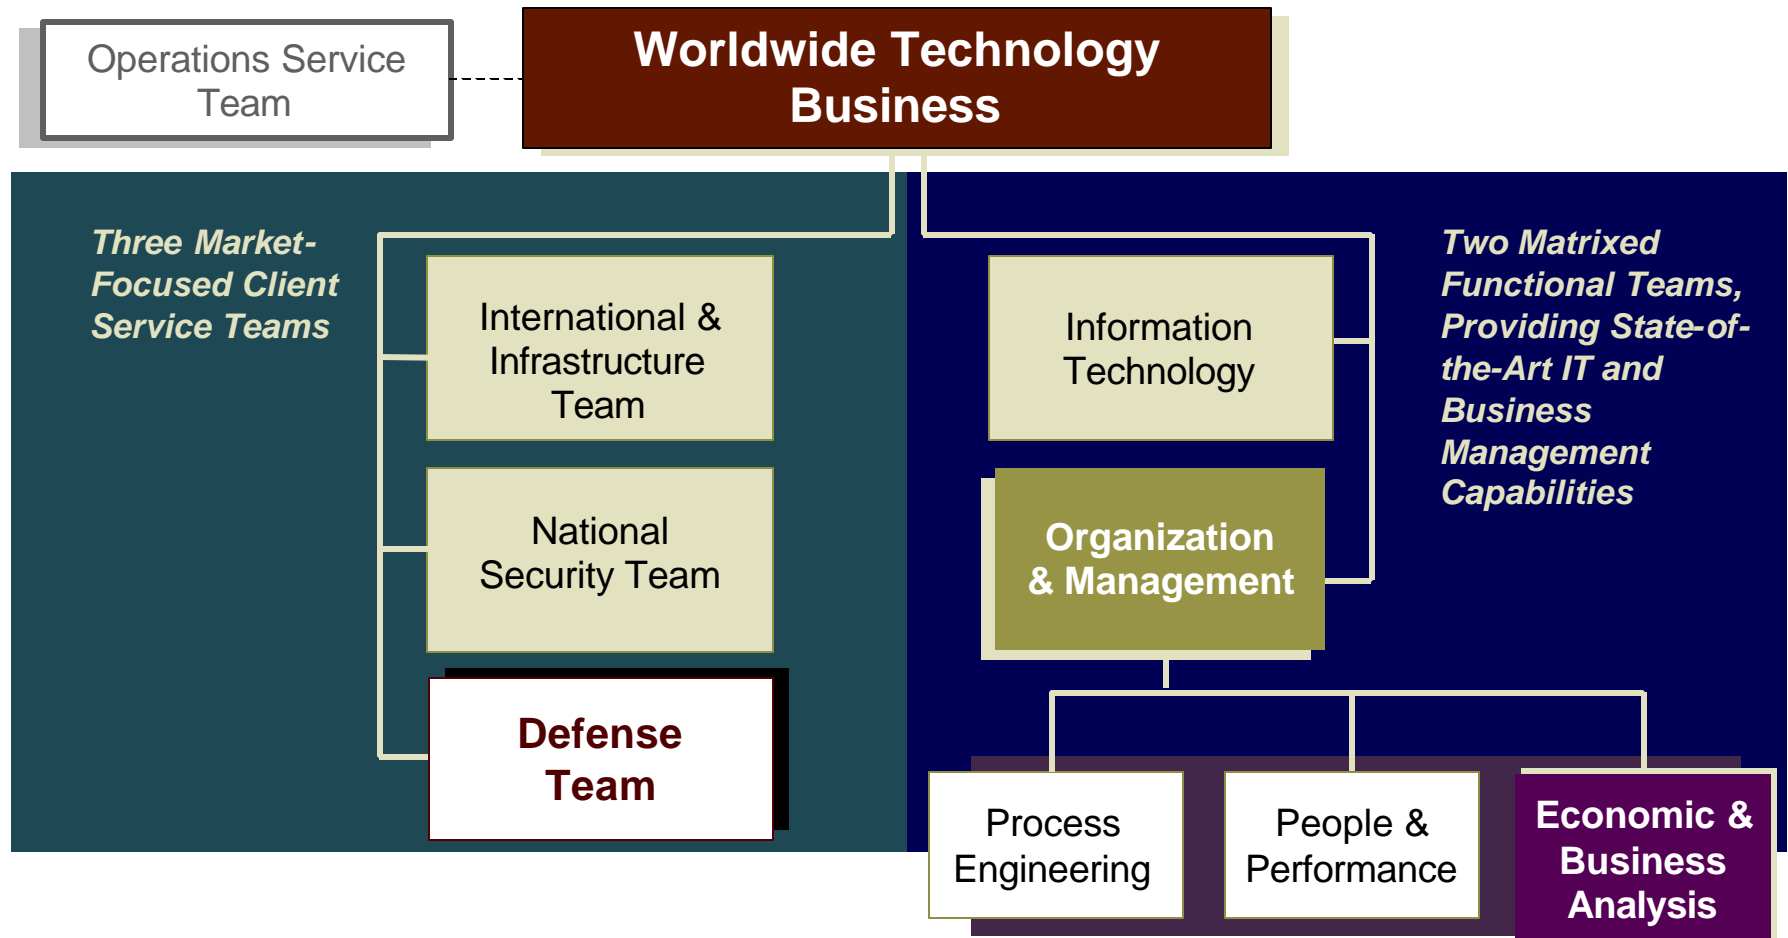 Operations Service
Team
Worldwide Technology
Business
Three Market-
Focused Client
Service Teams
International &
Infrastructure
Team
National
Security Team
Defense
Team
Information
Technology
Organization
& Management
Two Matrixed
Functional Teams,
Providing State-of-
the-Art IT and
Business
Management
Capabilities
Process
Engineering
People &
Performance
Economic &
Business
Analysis